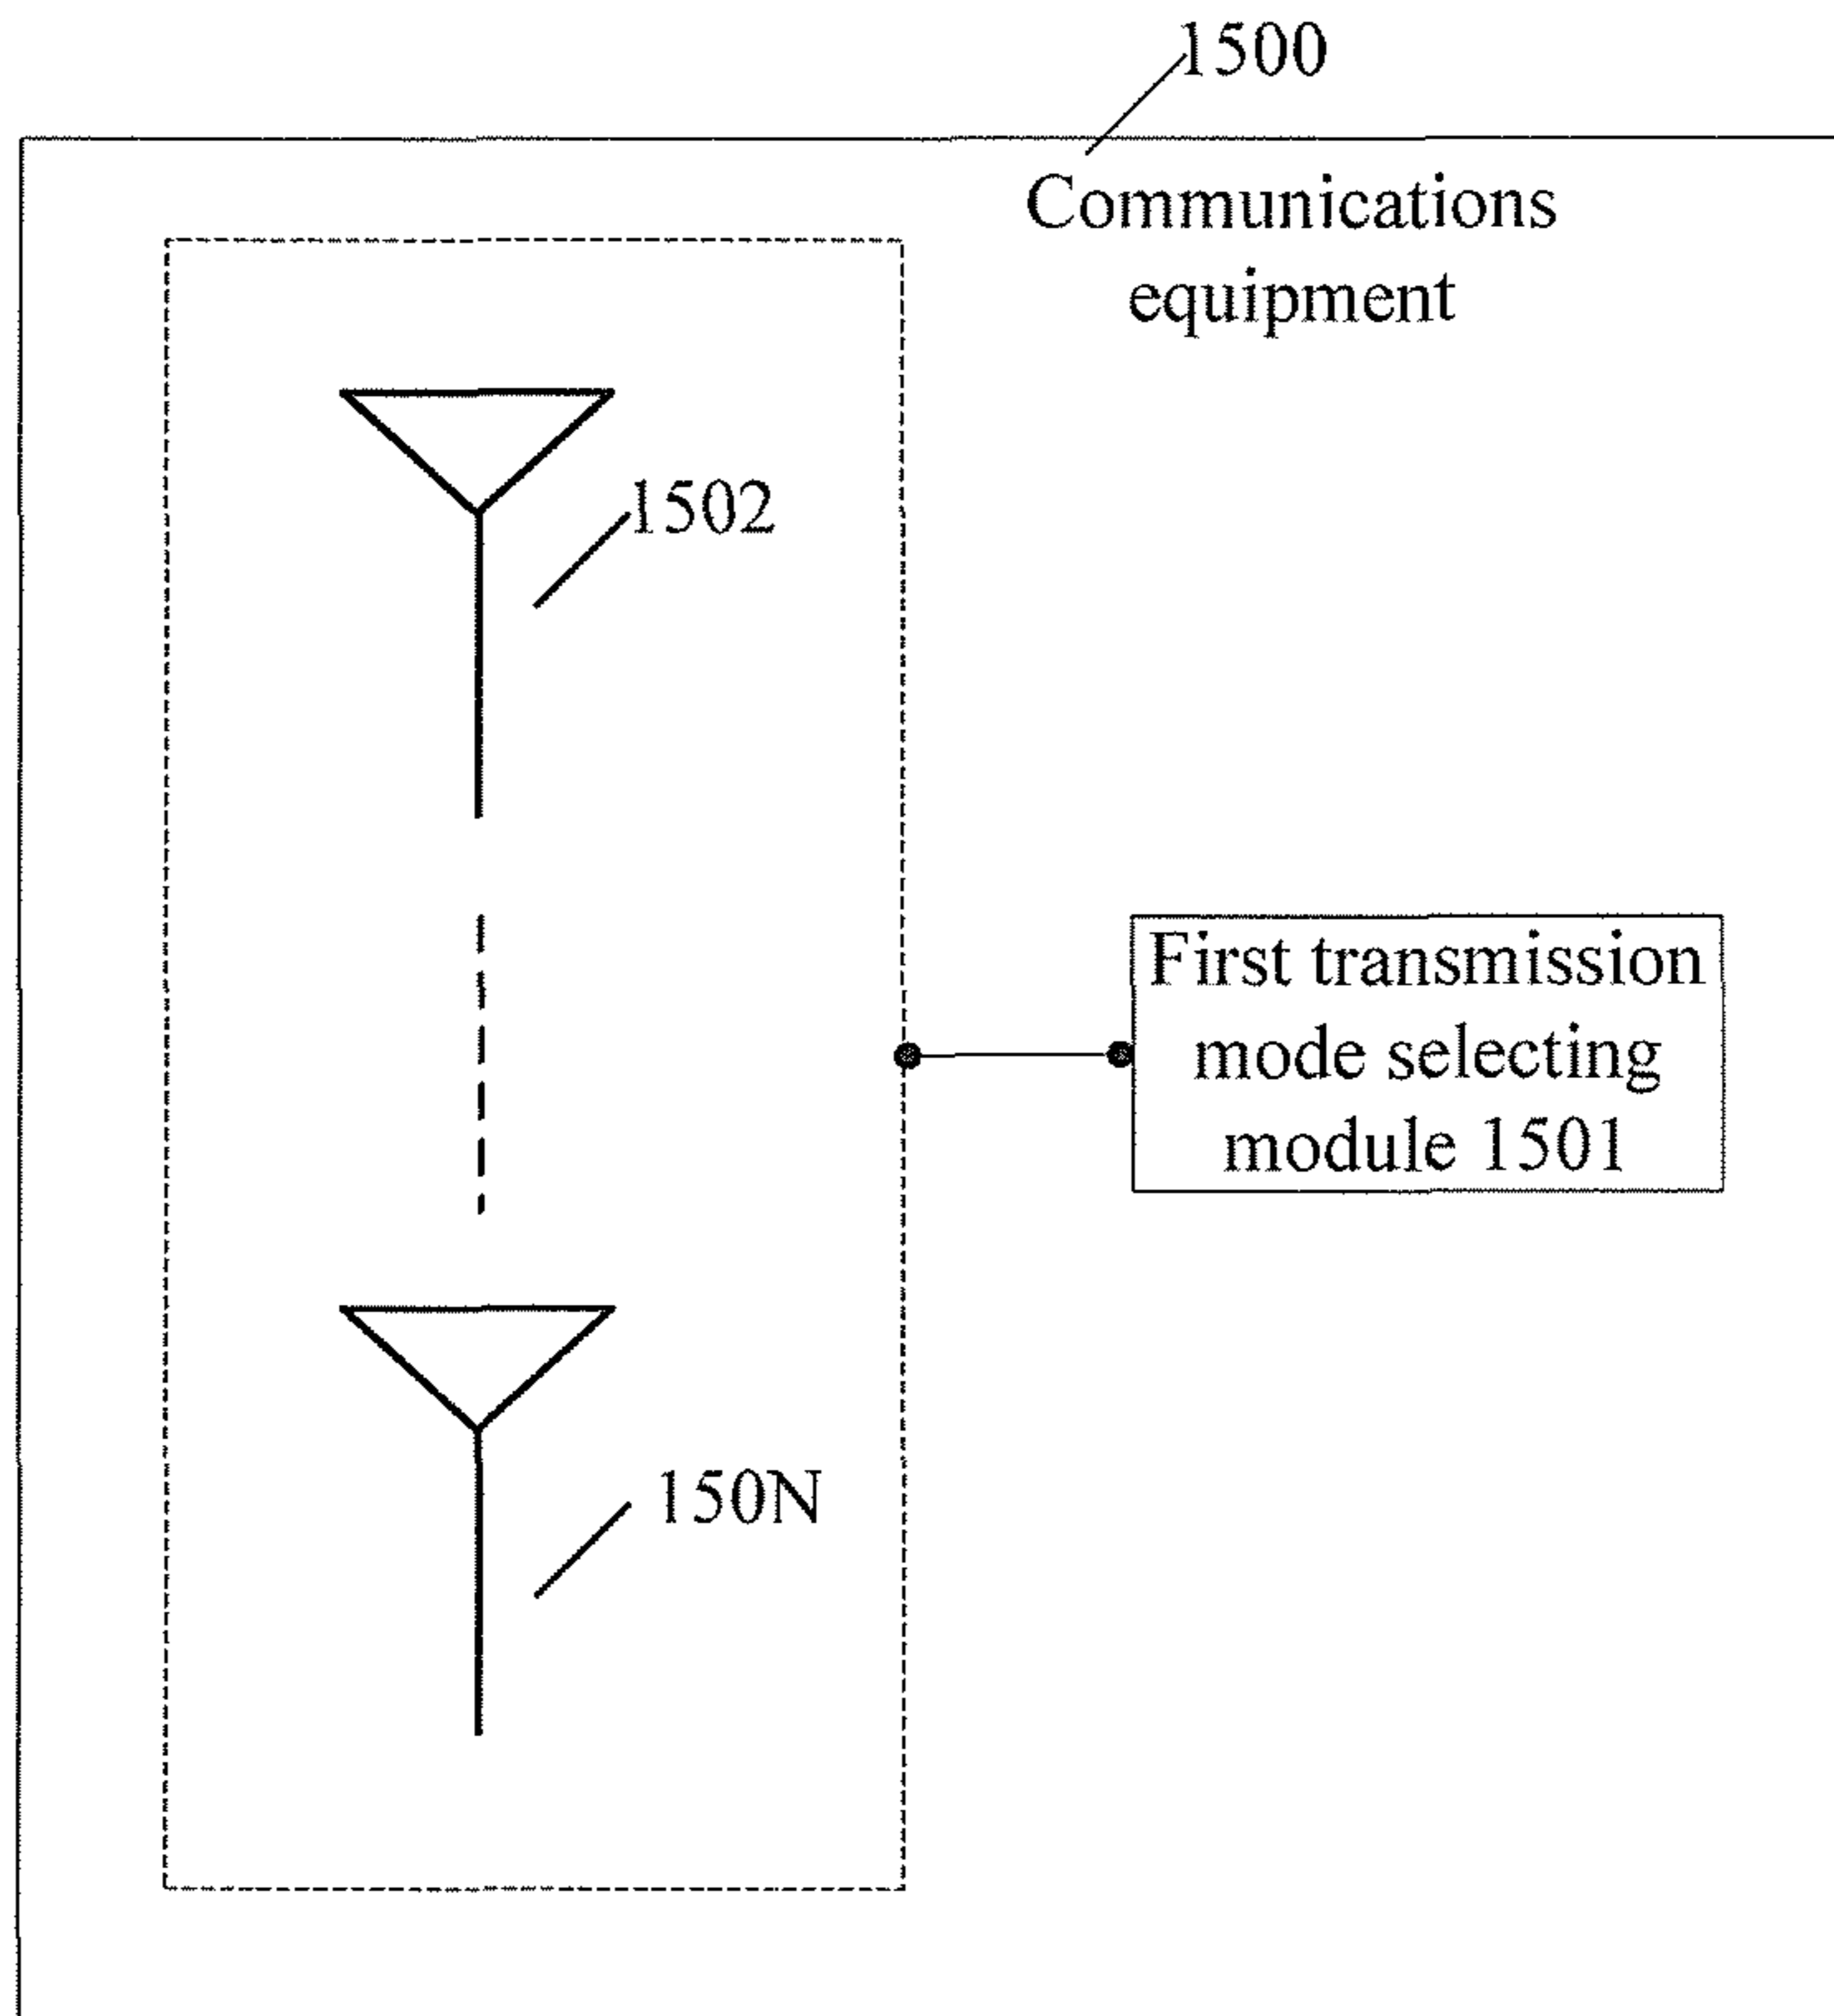 1500
Communications
equipment
1502
First transmission
mode selecting
module 1501
150N